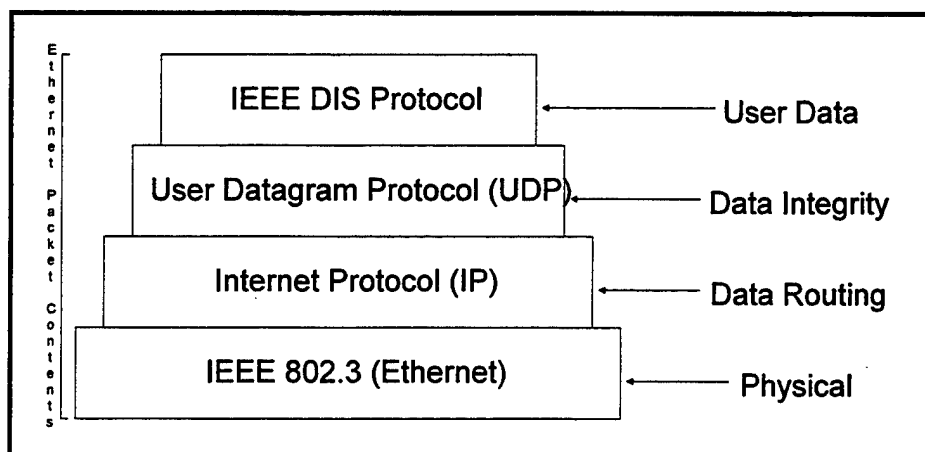 Ethernet Packet Contents
IEEE DIS Protocol
User Data
User Datagram Protocol (UDP)
Data Integrity
Internet Protocol (IP)
Data Routing
IEEE 802.3 (Ethernet)
Physical